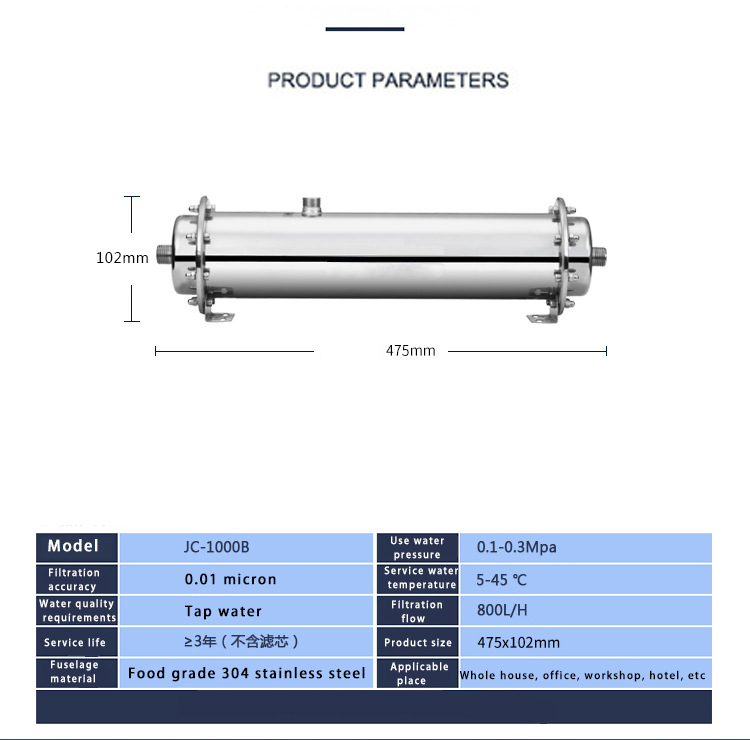 PRODUCT PARAMETERS
102mm
475mm
Model
JC-1000B
Use water
pressure
0.1-0.3Mpa
Filtration
accuracy
0.01 micron
Service water
temperature
5-45 ℃
Water quality
requirements
Tap water
Filtration
flow
800L/H
Service life
≥3年（不含滤芯）
Product size
475x102mm
Fuselage
material
Food grade 304 stainless steel
Applicable
place
Whole house, office, workshop, hotel, etc